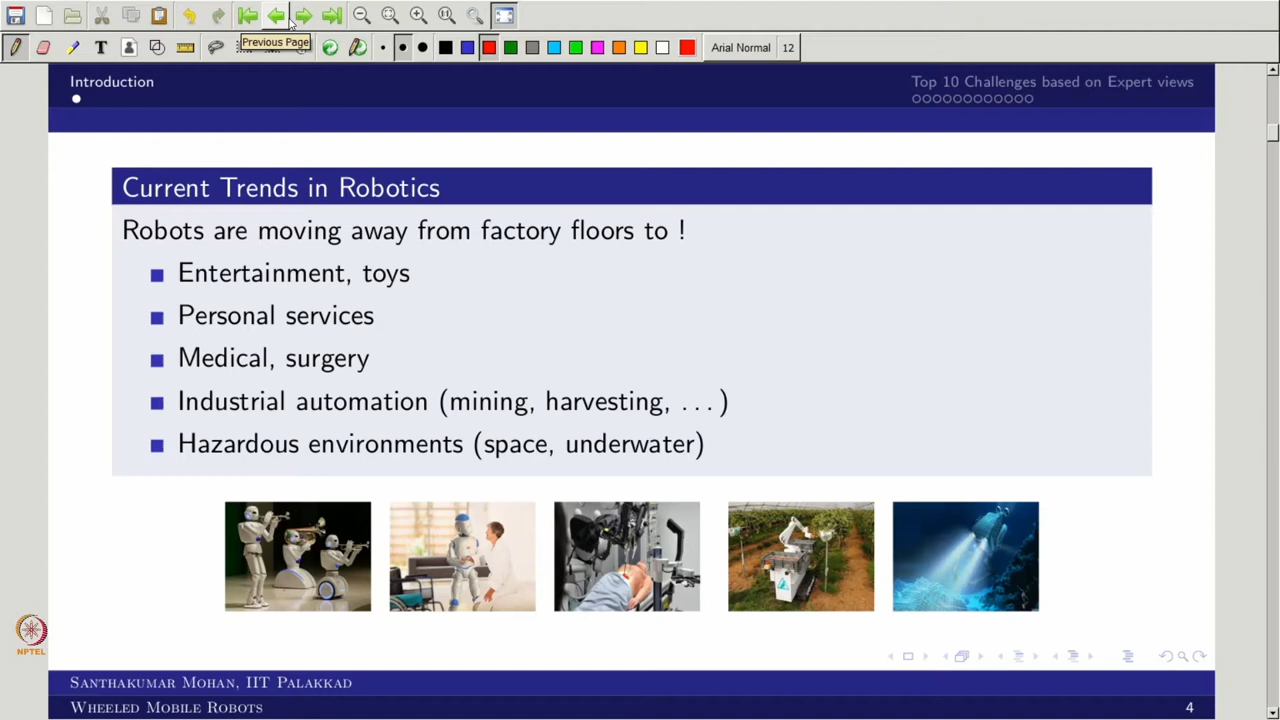 T
Previous Page
Arial Normal 12
Introduction
Top 10 Challenges based on Expert views
Current Trends in Robotics
Robots are moving away from factory floors to !
Entertainment, toys
Personal services
Medical, surgery
Industrial automation (mining, harvesting, . . . )
Hazardous environments (space, underwater)
NPTEL
Santhakumar Mohan, IIT Palakkad
Wheeled Mobile Robots 4